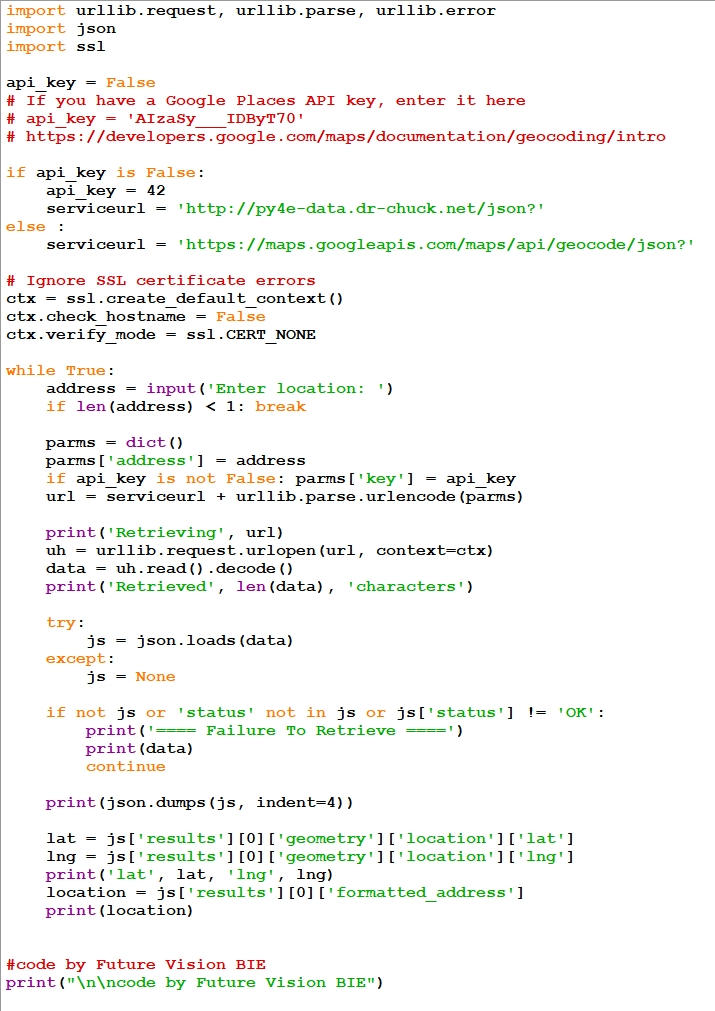 import urllib.request, urllib.parse, urllib.error
import json
import ssl

api_key = False
# If you have a Google Places API key, enter it here
# api_key = 'AIzaSy___IDByT70'
# https://developers.google.com/maps/documentation/geocoding/intro

if api_key is False:
    api_key = 42
    serviceurl = 'http://py4e-data.dr-chuck.net/json?'
else :
    serviceurl = 'https://maps.googleapis.com/maps/api/geocode/json?'

# Ignore SSL certificate errors
ctx = ssl.create_default_context()
ctx.check_hostname = False
ctx.verify_mode = ssl.CERT_NONE

while True:
    address = input('Enter location: ')
    if len(address) < 1: break

    parms = dict()
    parms['address'] = address
    if api_key is not False: parms['key'] = api_key
    url = serviceurl + urllib.parse.urlencode(parms)

    print('Retrieving', url)
    uh = urllib.request.urlopen(url, context=ctx)
    data = uh.read().decode()
    print('Retrieved', len(data), 'characters')

    try:
        js = json.loads(data)
    except:
        js = None

    if not js or 'status' not in js or js['status'] != 'OK':
        print('==== Failure To Retrieve ====')
        print(data)
        continue

    print(json.dumps(js, indent=4))

    lat = js['results'][0]['geometry']['location']['lat']
    lng = js['results'][0]['geometry']['location']['lng']
    print('lat', lat, 'lng', lng)
    location = js['results'][0]['formatted_address']
    print(location)


#code by Future Vision BIE
print("\n\ncode by Future Vision BIE")